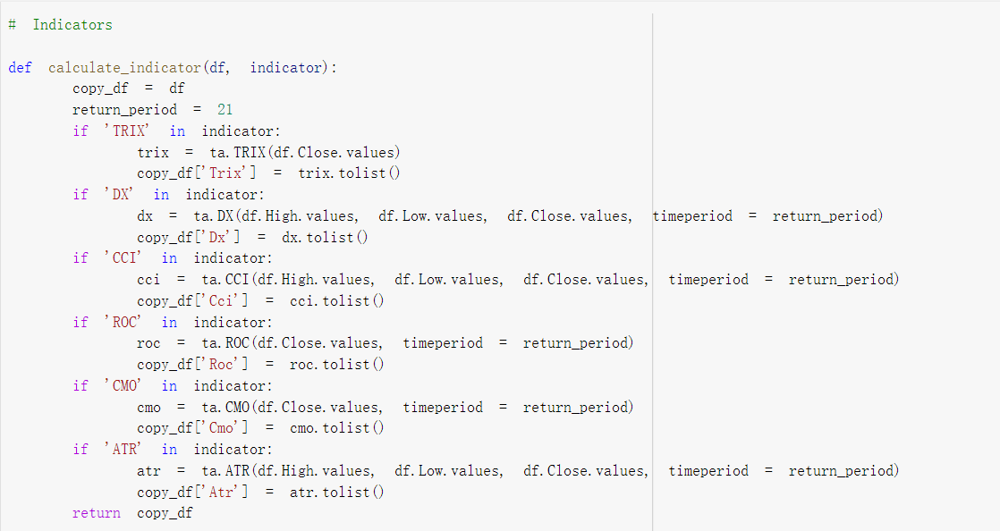 # Indicators
def calculate_indicator(df, indicator):
copy_df = df
return_period = 21
if 'TRIX' in indicator:
trix = ta.TRIX(df.Close.values)
copy_df['Trix'] = trix.tolist()
if 'DX' in indicator:
dx = ta.DX(df.High.values, df.Low.values, df.Close.values, timeperiod = return_period)
copy_df['Dx'] = dx.tolist()
if 'CCI' in indicator:
cci = ta.CCI(df.High.values, df.Low.values, df.Close.values, timeperiod = return_period)
copy_df['Cci'] = cci.tolist()
if 'ROC' in indicator:
roc = ta.ROC(df.Close.values, timeperiod = return_period)
copy_df['Roc'] = roc.tolist()
if 'CMO' in indicator:
cmo = ta.CMO(df.Close.values, timeperiod = return_period)
copy_df['Cmo'] = cmo.tolist()
if 'ATR' in indicator:
atr = ta.ATR(df.High.values, df.Low.values, df.Close.values, timeperiod = return_period)
copy_df['Atr'] = atr.tolist()
return copy_df